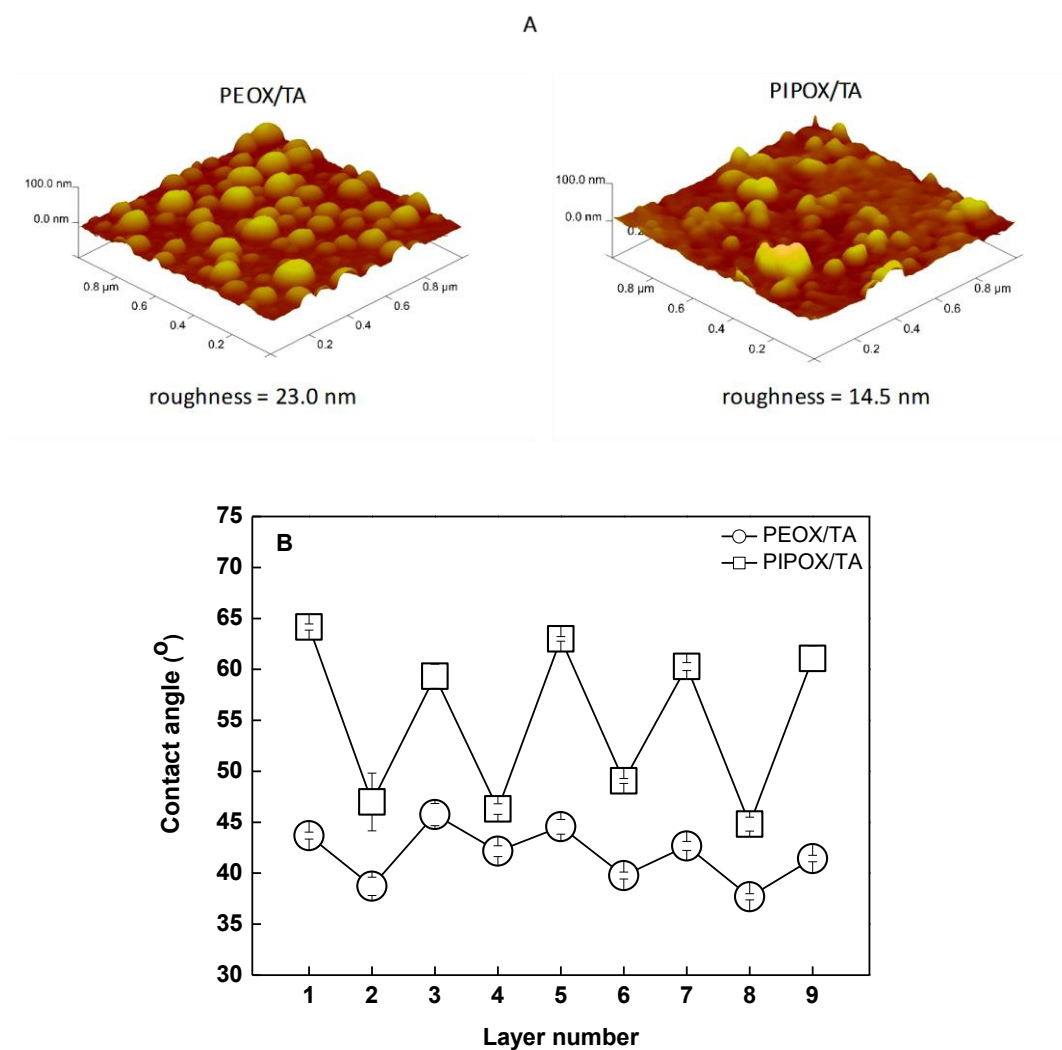 A
PEOX/TA
PIPOX/TA
100.0 nm
0.0 nm
0.8 µm
0.6
0.4
0.2
0.2
0.4
0.6
0.8 µm
100.0 nm
0.0 nm
0.2
0.8 µm
0.6
0.4
0.2
0.2
0.4
0.6
0.8 µm
roughness = 23.0 nm
roughness = 14.5 nm
B
PEOX/TA
PIPOX/TA
75
70
65
60
55
50
45
40
35
30
Contact angle (o)
1 2 3 4 5 6 7 8 9
Layer number